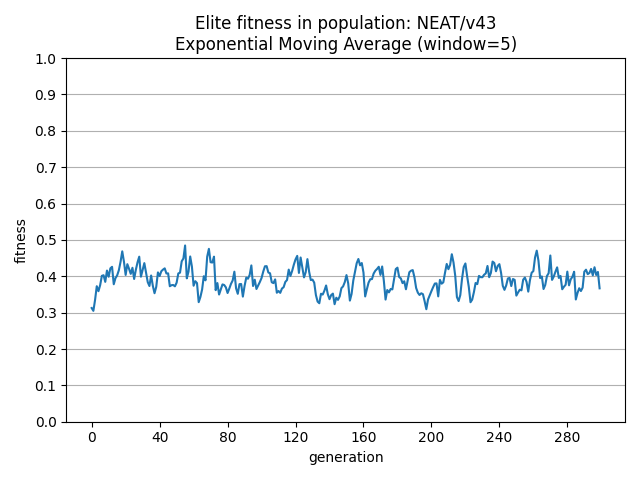 Elite fitness in population: NEAT/v43
Exponential Moving Average (window=5)
1.0
0.9
0.8
0.7
0.6
0.5
0.4
0.3
0.2
0.1
0.0
fitness
0 40 80 120 160 200 240 280
generation